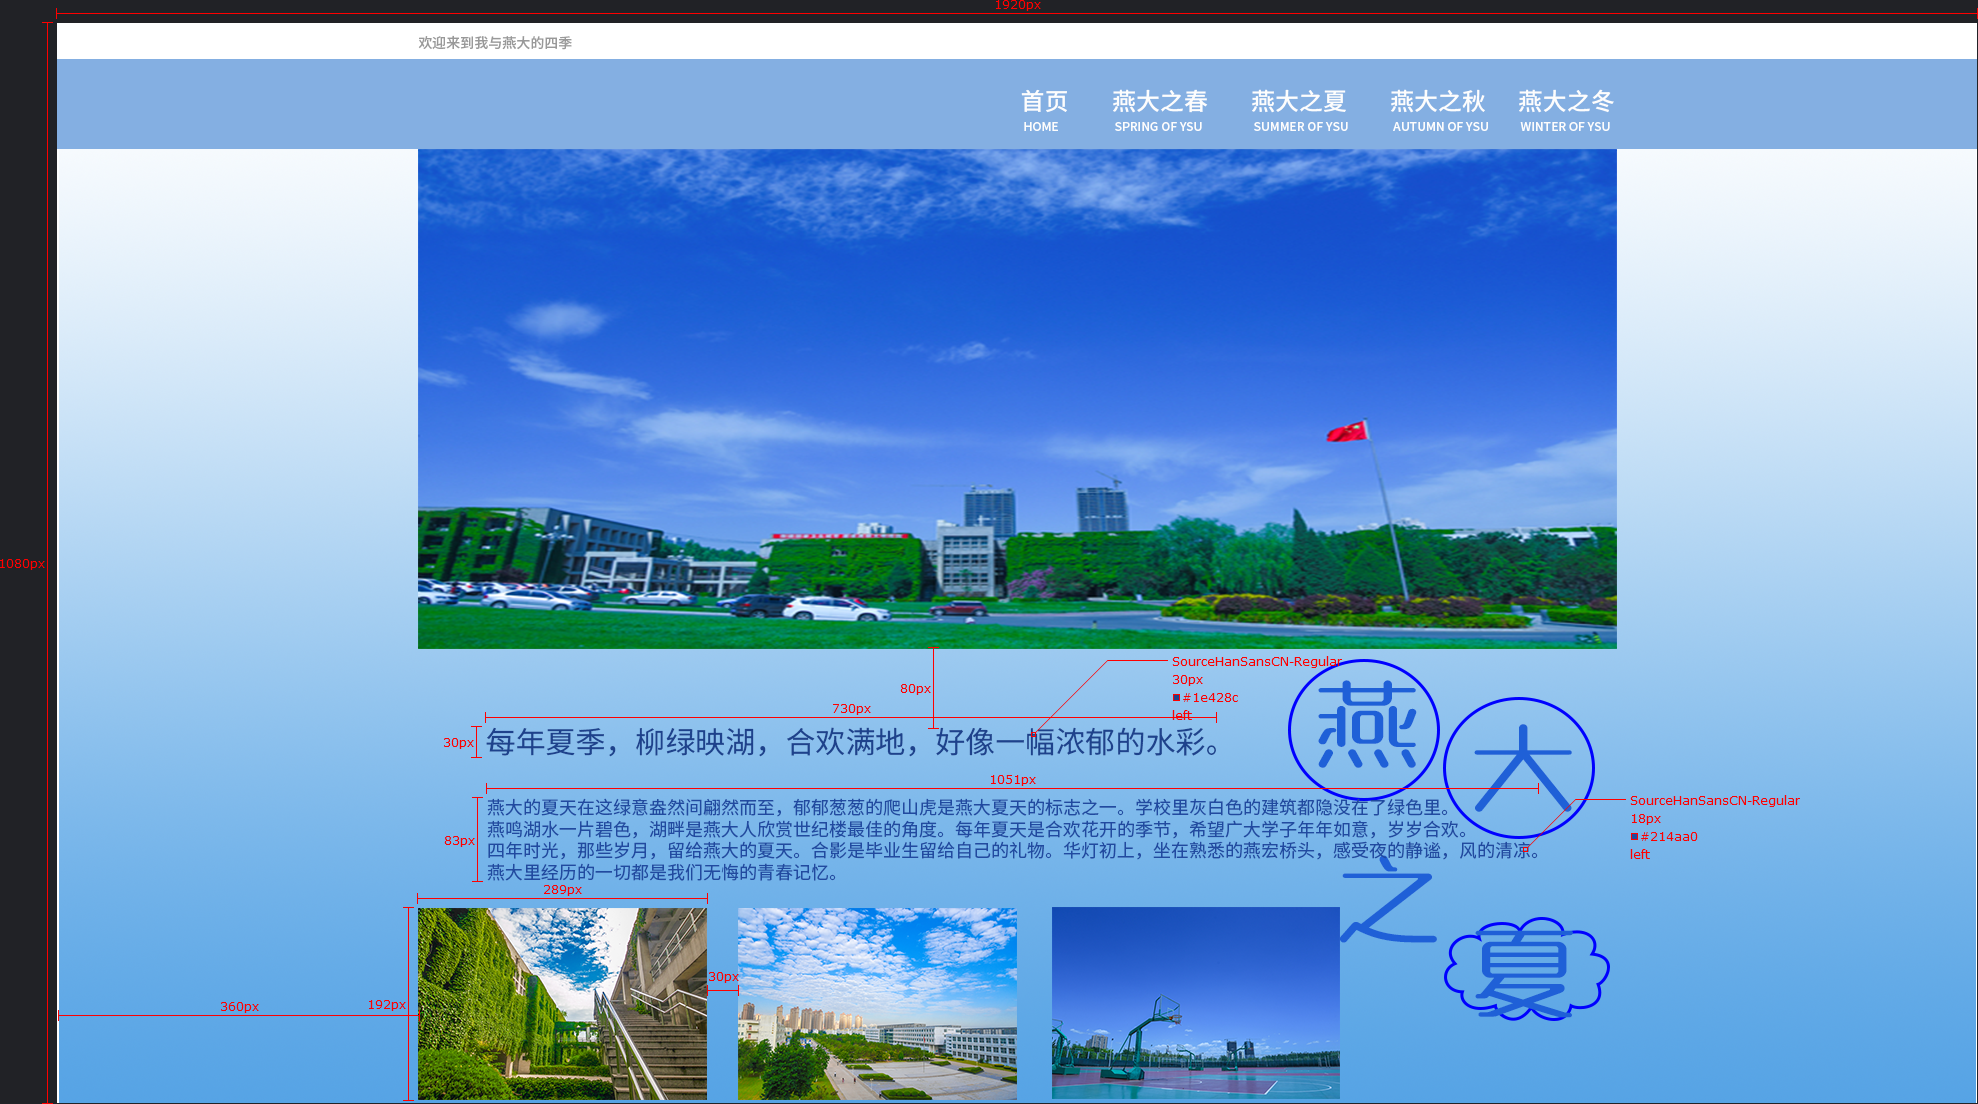 1920px
欢迎来到我与燕大的四季
首页 燕大之春 燕大之夏 燕大之秋 燕大之冬
HOME SPRING OF YSU SUMMER OF YSU AUTUMN OF YSU WINTER OF YSU
1080px
80px
SourceHanSansCN-Regular
30px
#1e428c
left
730px
30px
每年夏季，柳绿映湖，合欢满地，好像一幅浓郁的水彩。
燕
大
之
夏
1051px
83px
燕大的夏天在这绿意盎然间翩然而至，郁郁葱葱的爬山虎是燕大夏天的标志之一。学校里灰白色的建筑都隐没在了绿色里。
燕鸣湖水一片碧色，湖畔是燕大人欣赏世纪楼最佳的角度。每年夏天是合欢花开的季节，希望广大学子年年如意，岁岁合欢。
四年时光，那些岁月，留给燕大的夏天。合影是毕业生留给自己的礼物。华灯初上，坐在熟悉的燕宏桥头，感受夜的静谧，风的清凉。
燕大里经历的一切都是我们无悔的青春记忆。
SourceHanSansCN-Regular
18px
#214aa0
left
289px
30px
192px
360px